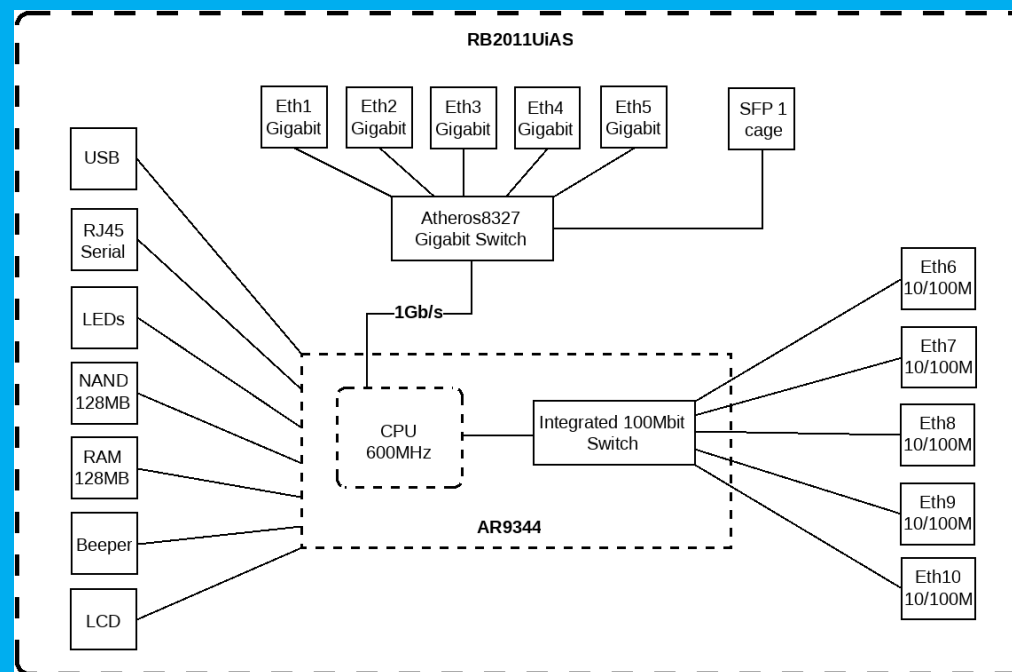 RB2011UiAS
Eth1
Gigabit
Eth2
Gigabit
Eth3
Gigabit
Eth4
Gigabit
Eth5
Gigabit
SFP 1
cage
USB
RJ45
Serial
LEDs
NAND
128MB
RAM
128MB
Beeper
LCD
Atheros8327
Gigabit Switch
1Gb/s
CPU
600MHz
Integrated 100Mbit
Switch
AR9344
Eth6
10/100M
Eth7
10/100M
Eth8
10/100M
Eth9
10/100M
Eth10
10/100M